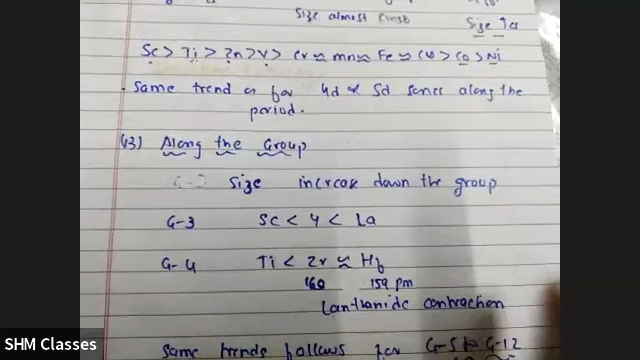 Size almost const
Size ↑es
Sc > Ti > Zn > V > Cr ≈ mn ≈ Fe ≈ Cu > Co > Ni
. Same trend as for 4d & 5d series along the
period.
(3) Along the Group
Size increase down the group
G-3 Sc < Y < La
G-4 Ti < Zr ≈ Hf
160 159 pm
Lanthanide contraction
Same trends follows for G-5 to G-12
SHM Classes